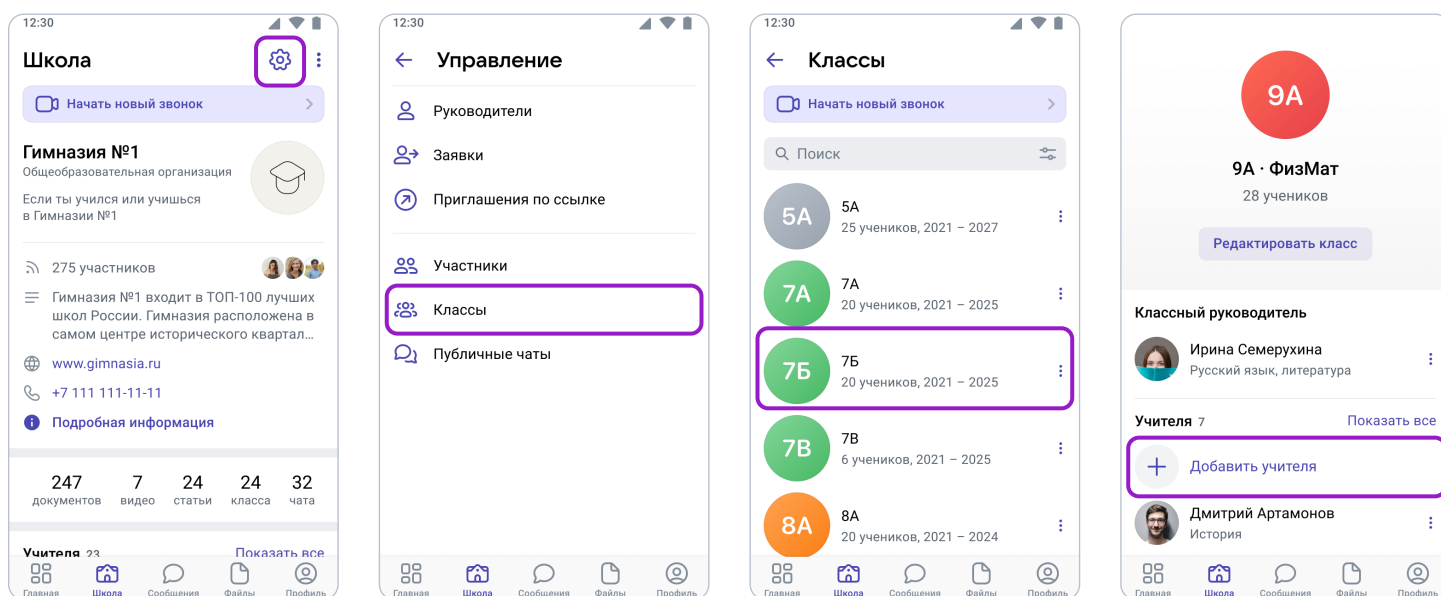 12:30
Школа
Начать новый звонок
Гимназия №1
Общеобразовательная организация
Если ты учился или учишься
в Гимназии №1
275 участников
Гимназия №1 входит в ТОП-100 лучших
школ России. Гимназия расположена в
самом центре исторического квартал...
www.gimnasia.ru
+7 111 111-11-11
Подробная информация
247 7 24 24 32
документов видео статьи класса чата
Учителя 23 Показать все
Главная Школа Сообщения Файлы Профиль
12:30
Управление
Руководители
Заявки
Приглашения по ссылке
Участники
Классы
Публичные чаты
Главная Школа Сообщения Файлы Профиль
12:30
Классы
Начать новый звонок
Поиск
5А
5А
25 учеников, 2021 – 2027
7А
7А
20 учеников, 2021 – 2025
7Б
7Б
20 учеников, 2021 – 2025
7В
7В
6 учеников, 2021 – 2025
8А
8А
20 учеников, 2021 – 2024
Главная Школа Сообщения Файлы Профиль
9А
9А · ФизМат
28 учеников
Редактировать класс
Классный руководитель
Ирина Семерухина
Русский язык, литература
Учителя 7 Показать все
Добавить учителя
Дмитрий Артамонов
История
Главная Школа Сообщения Файлы Профиль